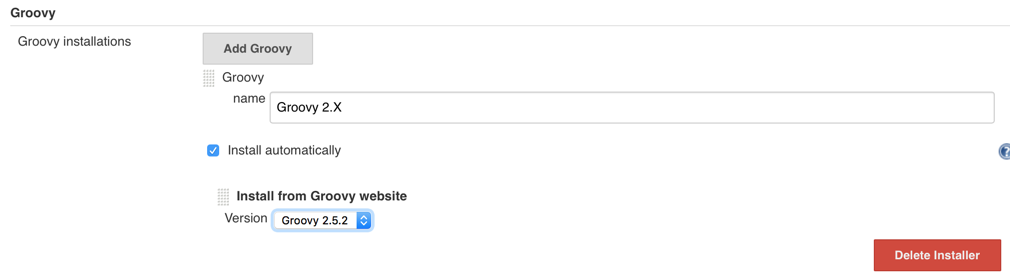 Groovy
Groovy installations
Add Groovy
Groovy
name
Groovy 2.X
Install automatically
?
Install from Groovy website
Version
Groovy 2.5.2
Delete Installer